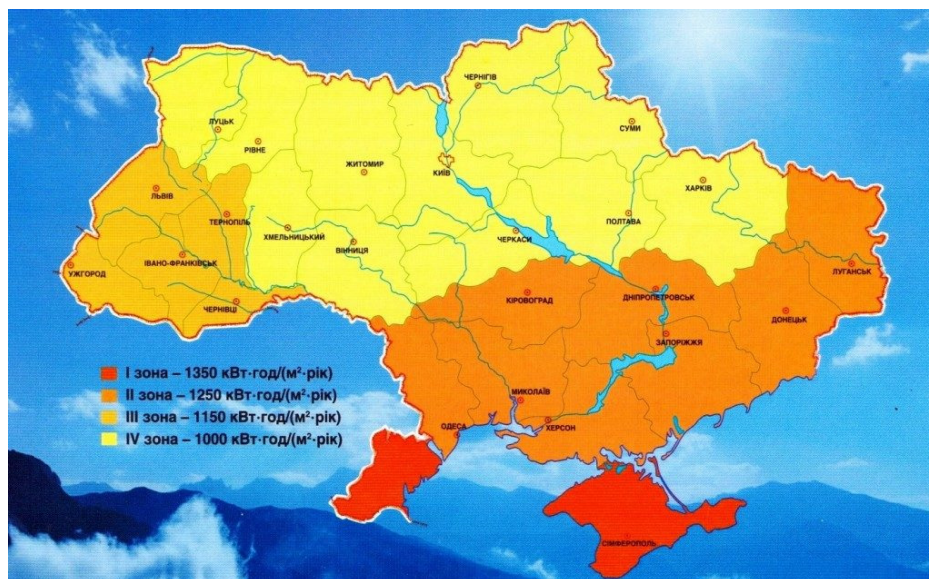 ЧЕРНІГІВ
ЛУЦЬК
РІВНЕ
СУМИ
ЖИТОМИР
КИЇВ
ХАРКІВ
ЛЬВІВ
ТЕРНОПІЛЬ
ХМЕЛЬНИЦЬКИЙ
ВІННИЦЯ
ЧЕРКАСИ
ПОЛТАВА
УЖГОРОД
ІВАНО-ФРАНКІВСЬК
ЛУГАНСЬК
ЧЕРНІВЦІ
КІРОВОГРАД
ДНІПРОПЕТРОВСЬК
ДОНЕЦЬК
ЗАПОРІЖЖЯ
I зона – 1350 кВт·год/(м²·рік)
II зона – 1250 кВт·год/(м²·рік)
III зона – 1150 кВт·год/(м²·рік)
IV зона – 1000 кВт·год/(м²·рік)
МИКОЛАЇВ
ОДЕСА
ХЕРСОН
СІМФЕРОПОЛЬ